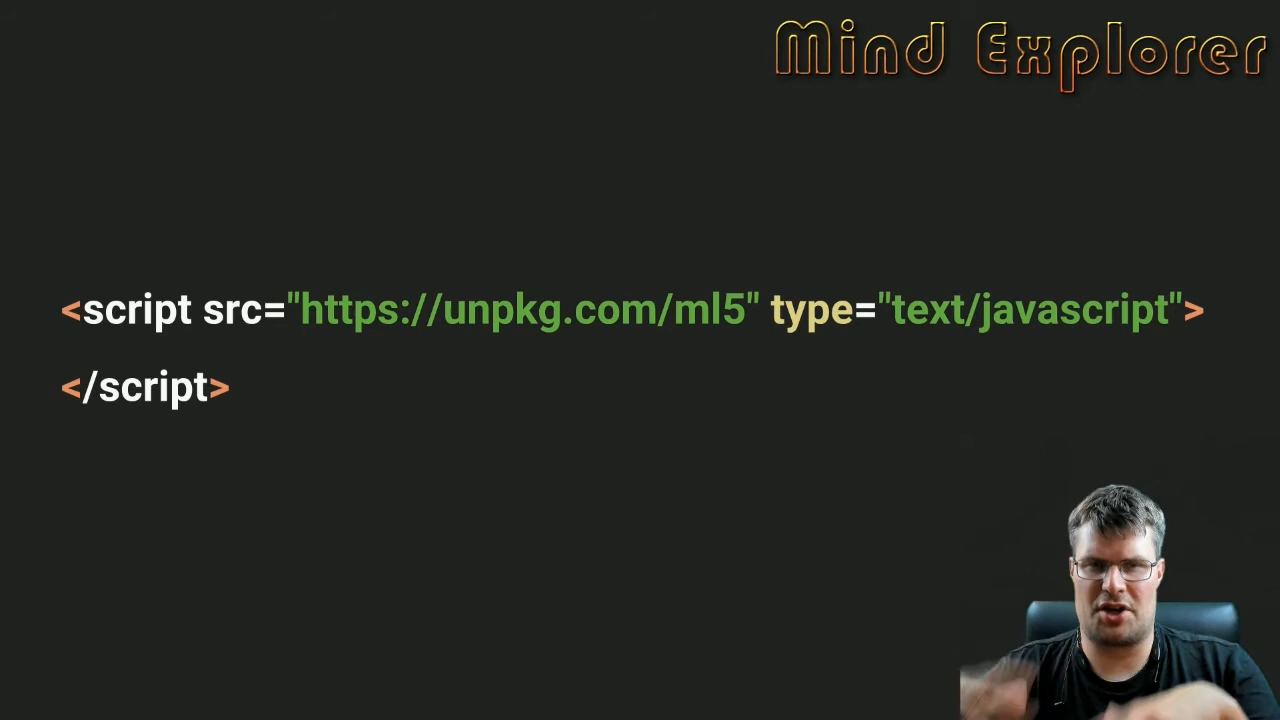 Mind Explorer
<script src="https://unpkg.com/ml5" type="text/javascript">
</script>